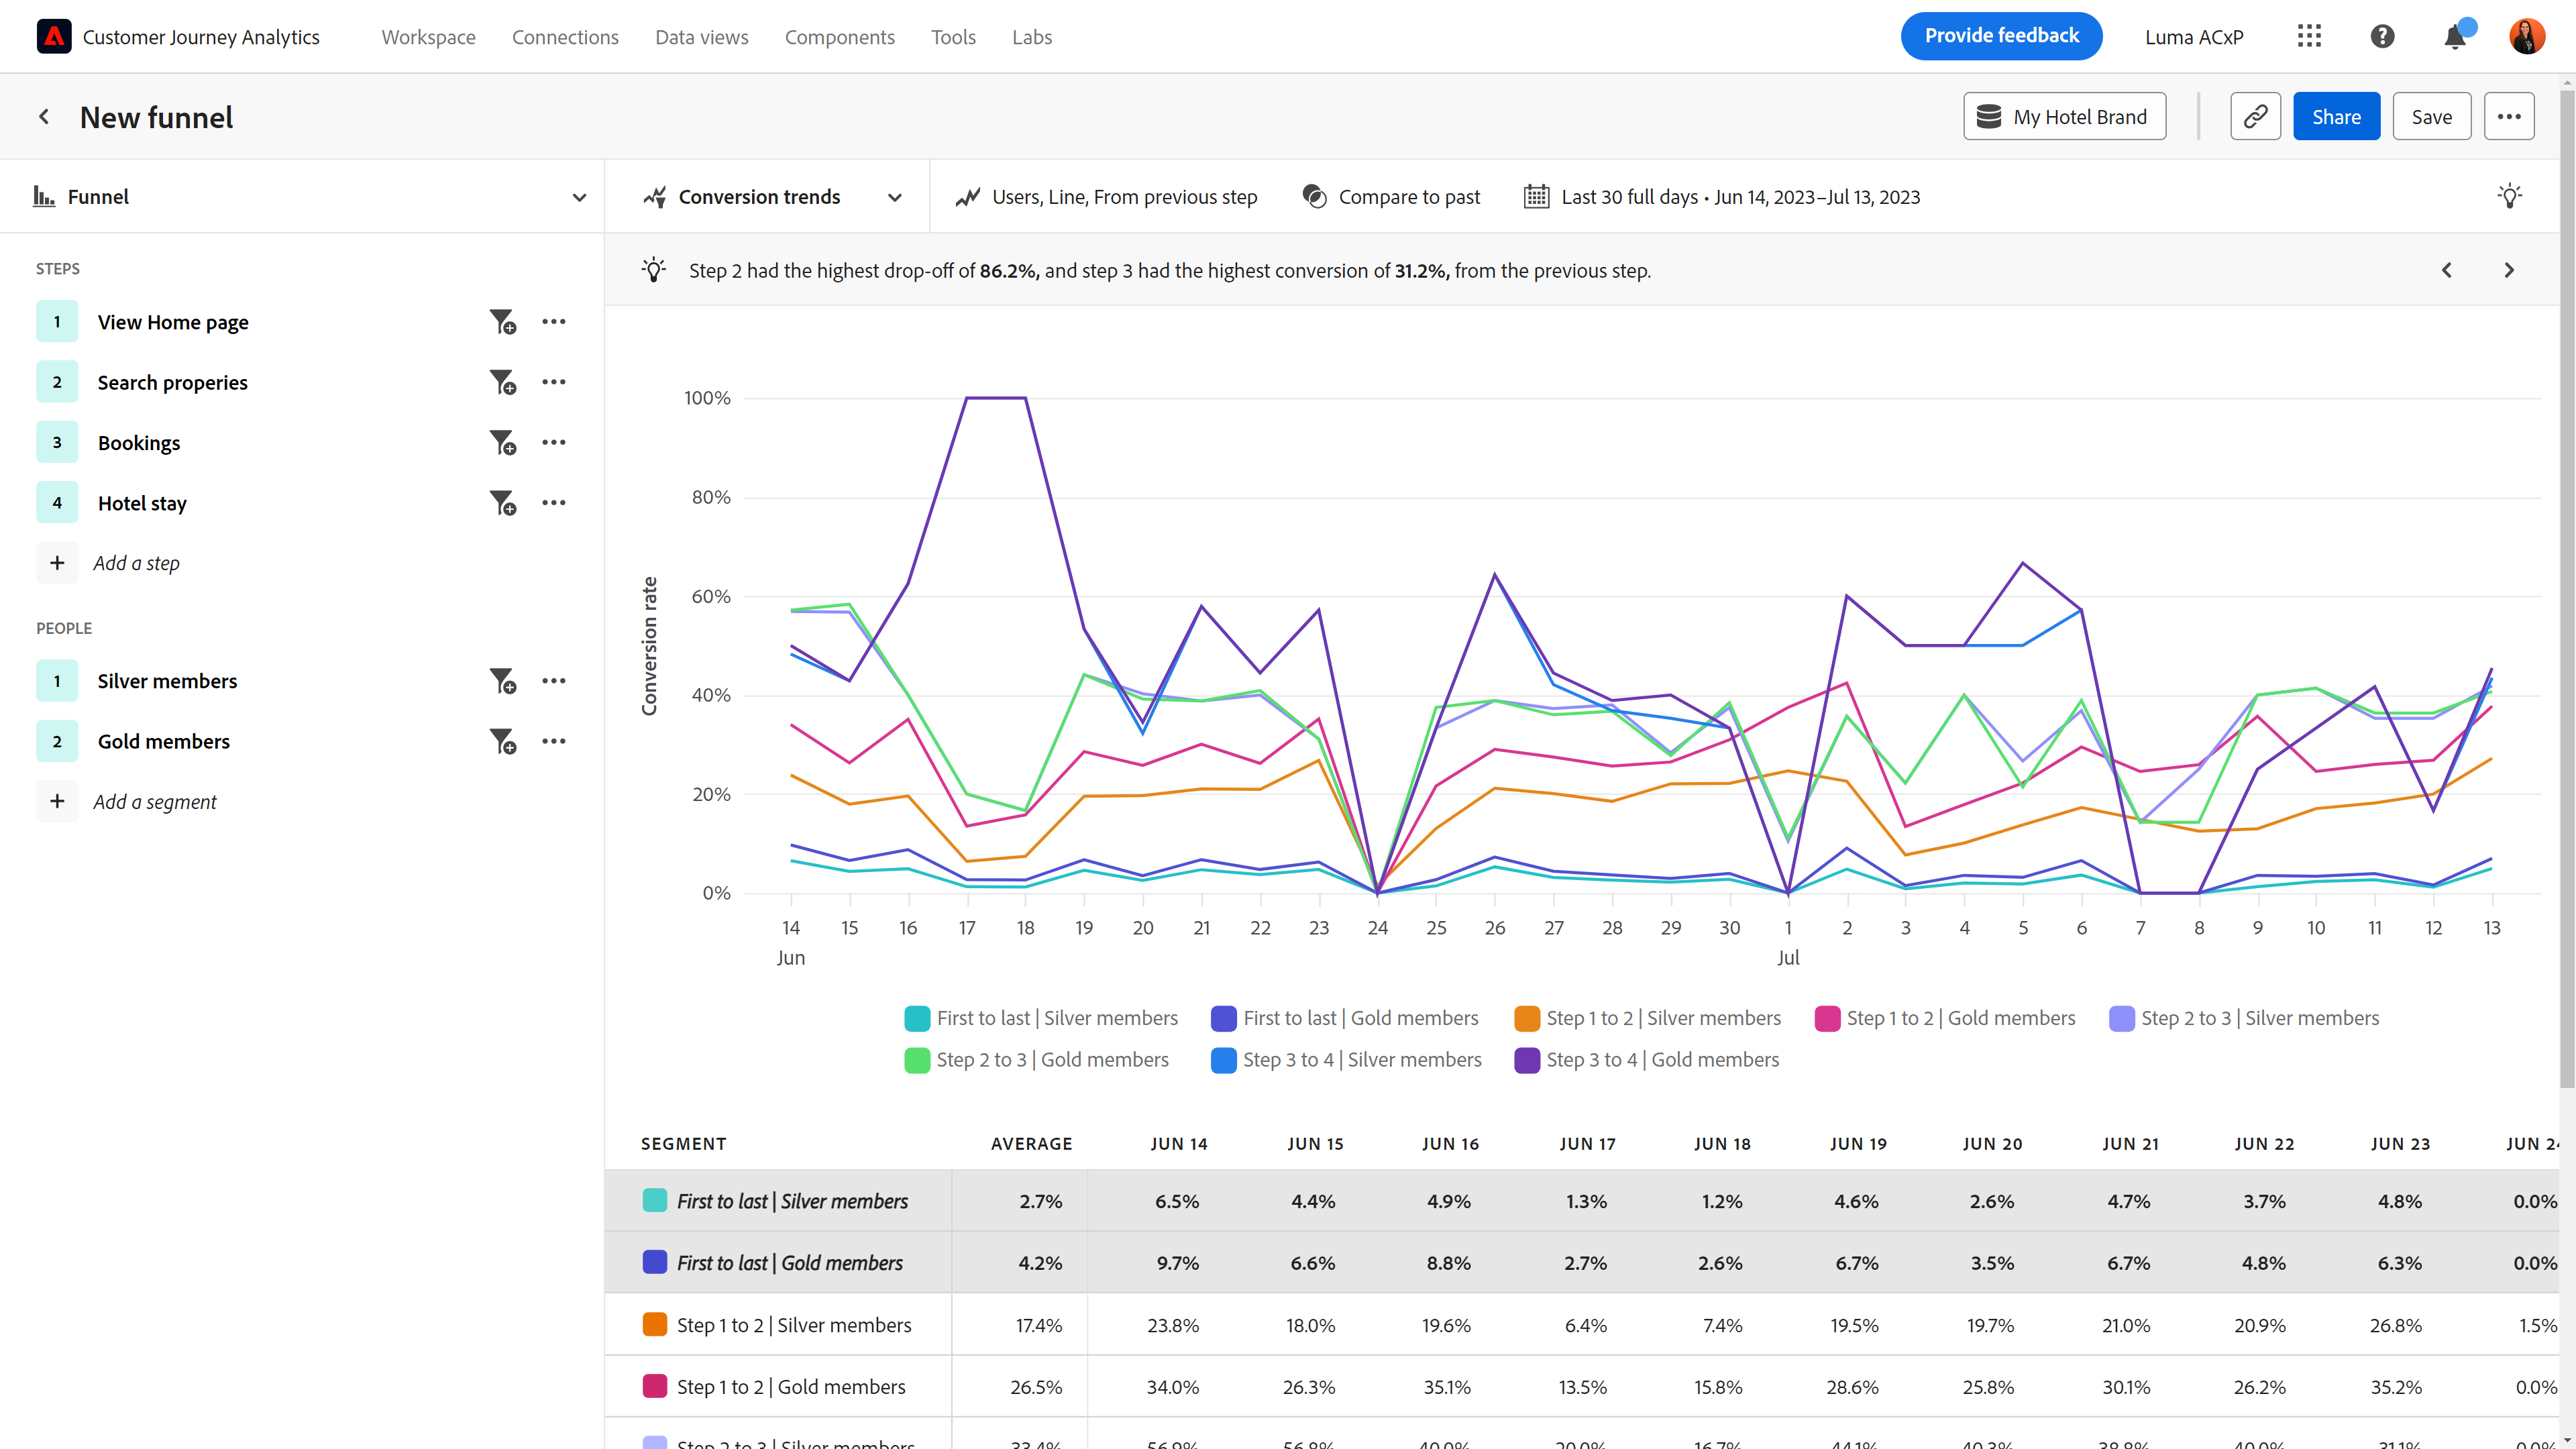 Customer Journey Analytics Workspace Connections Data views Components Tools Labs Provide feedback Luma ACxP
New funnel My Hotel Brand Share Save
Funnel Conversion trends Users, Line, From previous step Compare to past Last 30 full days • Jun 14, 2023–Jul 13, 2023
Step 2 had the highest drop-off of 86.2%, and step 3 had the highest conversion of 31.2%, from the previous step.
STEPS
1 View Home page
2 Search properies
3 Bookings
4 Hotel stay
+ Add a step
PEOPLE
1 Silver members
2 Gold members
+ Add a segment
Conversion rate
100%
80%
60%
40%
20%
0%
14 15 16 17 18 19 20 21 22 23 24 25 26 27 28 29 30 1 2 3 4 5 6 7 8 9 10 11 12 13
Jun Jul
First to last | Silver members First to last | Gold members Step 1 to 2 | Silver members Step 1 to 2 | Gold members Step 2 to 3 | Silver members
Step 2 to 3 | Gold members Step 3 to 4 | Silver members Step 3 to 4 | Gold members
SEGMENT AVERAGE JUN 14 JUN 15 JUN 16 JUN 17 JUN 18 JUN 19 JUN 20 JUN 21 JUN 22 JUN 23 JUN 24
First to last | Silver members 2.7% 6.5% 4.4% 4.9% 1.3% 1.2% 4.6% 2.6% 4.7% 3.7% 4.8% 0.0%
First to last | Gold members 4.2% 9.7% 6.6% 8.8% 2.7% 2.6% 6.7% 3.5% 6.7% 4.8% 6.3% 0.0%
Step 1 to 2 | Silver members 17.4% 23.8% 18.0% 19.6% 6.4% 7.4% 19.5% 19.7% 21.0% 20.9% 26.8% 1.5%
Step 1 to 2 | Gold members 26.5% 34.0% 26.3% 35.1% 13.5% 15.8% 28.6% 25.8% 30.1% 26.2% 35.2% 0.0%
Step 2 to 3 | Silver members 33.4% 56.9% 56.8% 40.0% 20.0% 16.7% 44.1% 40.3% 38.8% 40.0% 31.1% 0.0%